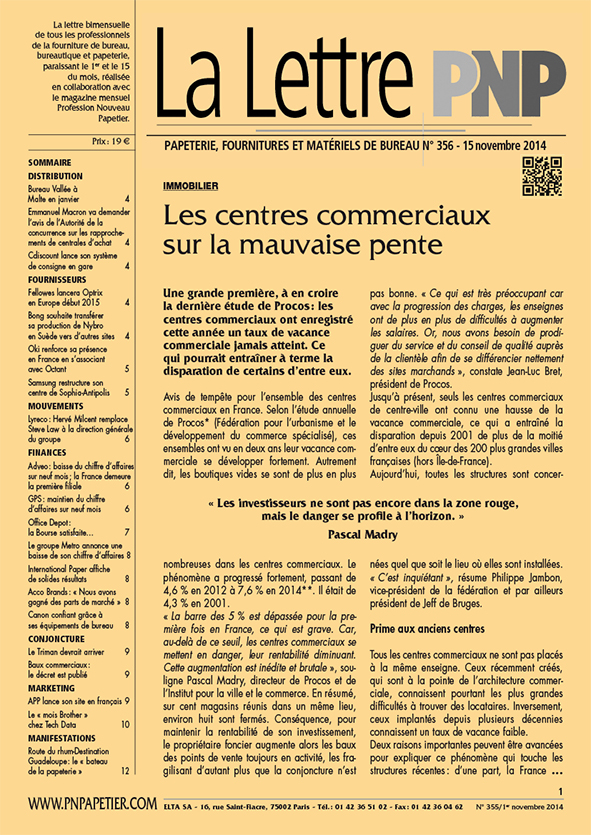 La lettre bimensuelle
de tous les professionnels
de la fourniture de bureau,
bureautique et papeterie,
paraissant le 1er et le 15
du mois, réalisée
en collaboration avec
le magazine mensuel
Profession Nouveau
Papetier.
Prix : 19 €
La Lettre PNP
PAPETERIE, FOURNITURES ET MATÉRIELS DE BUREAU N° 356 - 15 novembre 2014
SOMMAIRE
DISTRIBUTION
Bureau Vallée à
Malte en janvier 4
Emmanuel Macron va demander
l'avis de l'Autorité de la
concurrence sur les rapproche-
ments de centrales d'achat 4
Cdiscount lance son système
de consigne en gare 4
FOURNISSEURS
Fellowes lancera Optrix
en Europe début 2015 4
Bong souhaite transférer
sa production de Nybro
en Suède vers d'autres sites 4
Oki renforce sa présence
en France en s'associant
avec Octant 5
Samsung restructure son
centre de Sophia-Antipolis 5
MOUVEMENTS
Lyreco : Hervé Milcent remplace
Steve Law à la direction générale
du groupe 6
FINANCES
Adveo : baisse du chiffre d'affaires
sur neuf mois ; la France demeure
la première filiale 6
GPS : maintien du chiffre
d'affaires sur neuf mois 6
Office Depot :
la Bourse satisfaite... 7
Le groupe Metro annonce une
baisse de son chiffre d'affaires 8
International Paper affiche
de solides résultats 8
Acco Brands : « Nous avons
gagné des parts de marché » 8
Canon confiant grâce à
ses équipements de bureau 8
CONJONCTURE
Le Triman devrait arriver 9
Baux commerciaux :
le décret est publié 9
MARKETING
APP lance son site en français 9
Le « mois Brother »
chez Tech Data 10
MANIFESTATIONS
Route du rhum-Destination
Guadeloupe : le « bateau
de la papeterie » 12
IMMOBILIER
Les centres commerciaux
sur la mauvaise pente
Une grande première, à en croire
la dernière étude de Procos : les
centres commerciaux ont enregistré
cette année un taux de vacance
commerciale jamais atteint. Ce
qui pourrait entraîner à terme la
disparation de certains d'entre eux.
Avis de tempête pour l'ensemble des centres
commerciaux en France. Selon l'étude annuelle
de Procos* (Fédération pour l'urbanisme et le
développement du commerce spécialisé), ces
ensembles ont vu en deux ans leur vacance com-
merciale se développer fortement. Autrement
dit, les boutiques vides se sont de plus en plus
pas bonne. « Ce qui est très préoccupant car
avec la progression des charges, les enseignes
ont de plus en plus de difficultés à augmenter
les salaires. Or, nous avons besoin de prodi-
guer du service et du conseil de qualité auprès
de la clientèle afin de se différencier nettement
des sites marchands », constate Jean-Luc Bret,
président de Procos.
Jusqu'à présent, seuls les centres commerciaux
de centre-ville ont connu une hausse de la
vacance commerciale, ce qui a entraîné la
disparation depuis 2001 de plus de la moitié
d'entre eux du cœur des 200 plus grandes villes
françaises (hors Île-de-France).
Aujourd'hui, toutes les structures sont concer-
« Les investisseurs ne sont pas encore dans la zone rouge,
mais le danger se profile à l'horizon. »
Pascal Madry
nombreuses dans les centres commerciaux. Le
phénomène a progressé fortement, passant de
4,6 % en 2012 à 7,6 % en 2014**. Il était de
4,3 % en 2001.
« La barre des 5 % est dépassée pour la pre-
mière fois en France, ce qui est grave. Car,
au-delà de ce seuil, les centres commerciaux se
mettent en danger, leur rentabilité diminuant.
Cette augmentation est inédite et brutale », sou-
ligne Pascal Madry, directeur de Procos et de
l'Institut pour la ville et le commerce. En résumé,
sur cent magasins réunis dans un même lieu,
environ huit sont fermés. Conséquence, pour
maintenir la rentabilité de son investissement,
le propriétaire foncier augmente alors les baux
des points de vente toujours en activité, les fra-
gilisant d'autant plus que la conjoncture n'est
nées quel que soit le lieu où elles sont installées.
« C'est inquiétant », résume Philippe Jambon,
vice-président de la fédération et par ailleurs
président de Jeff de Bruges.
Prime aux anciens centres
Tous les centres commerciaux ne sont pas placés
à la même enseigne. Ceux récemment créés,
qui sont à la pointe de l'architecture commer-
ciale, connaissent pourtant les plus grandes
difficultés à trouver des locataires. Inversement,
ceux implantés depuis plusieurs décennies
connaissent un taux de vacance faible.
Deux raisons importantes peuvent être avancées
pour expliquer ce phénomène qui touche les
structures récentes : d'une part, la France ...
1
WWW.PNPAPETIER.COM ELTA SA - 16, rue Saint-Fiacre, 75002 Paris - Tél. : 01 42 36 51 02 - Fax : 01 42 36 04 62 N° 355/1er novembre 2014